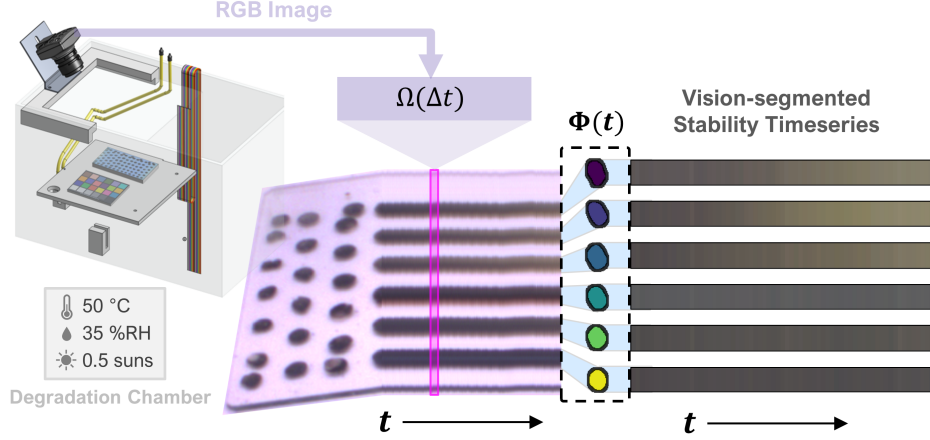 RGB Image
Ω(Δt)
Φ(t)
Vision-segmented
Stability Timeseries
50 °C
35 %RH
0.5 suns
Degradation Chamber
t
t